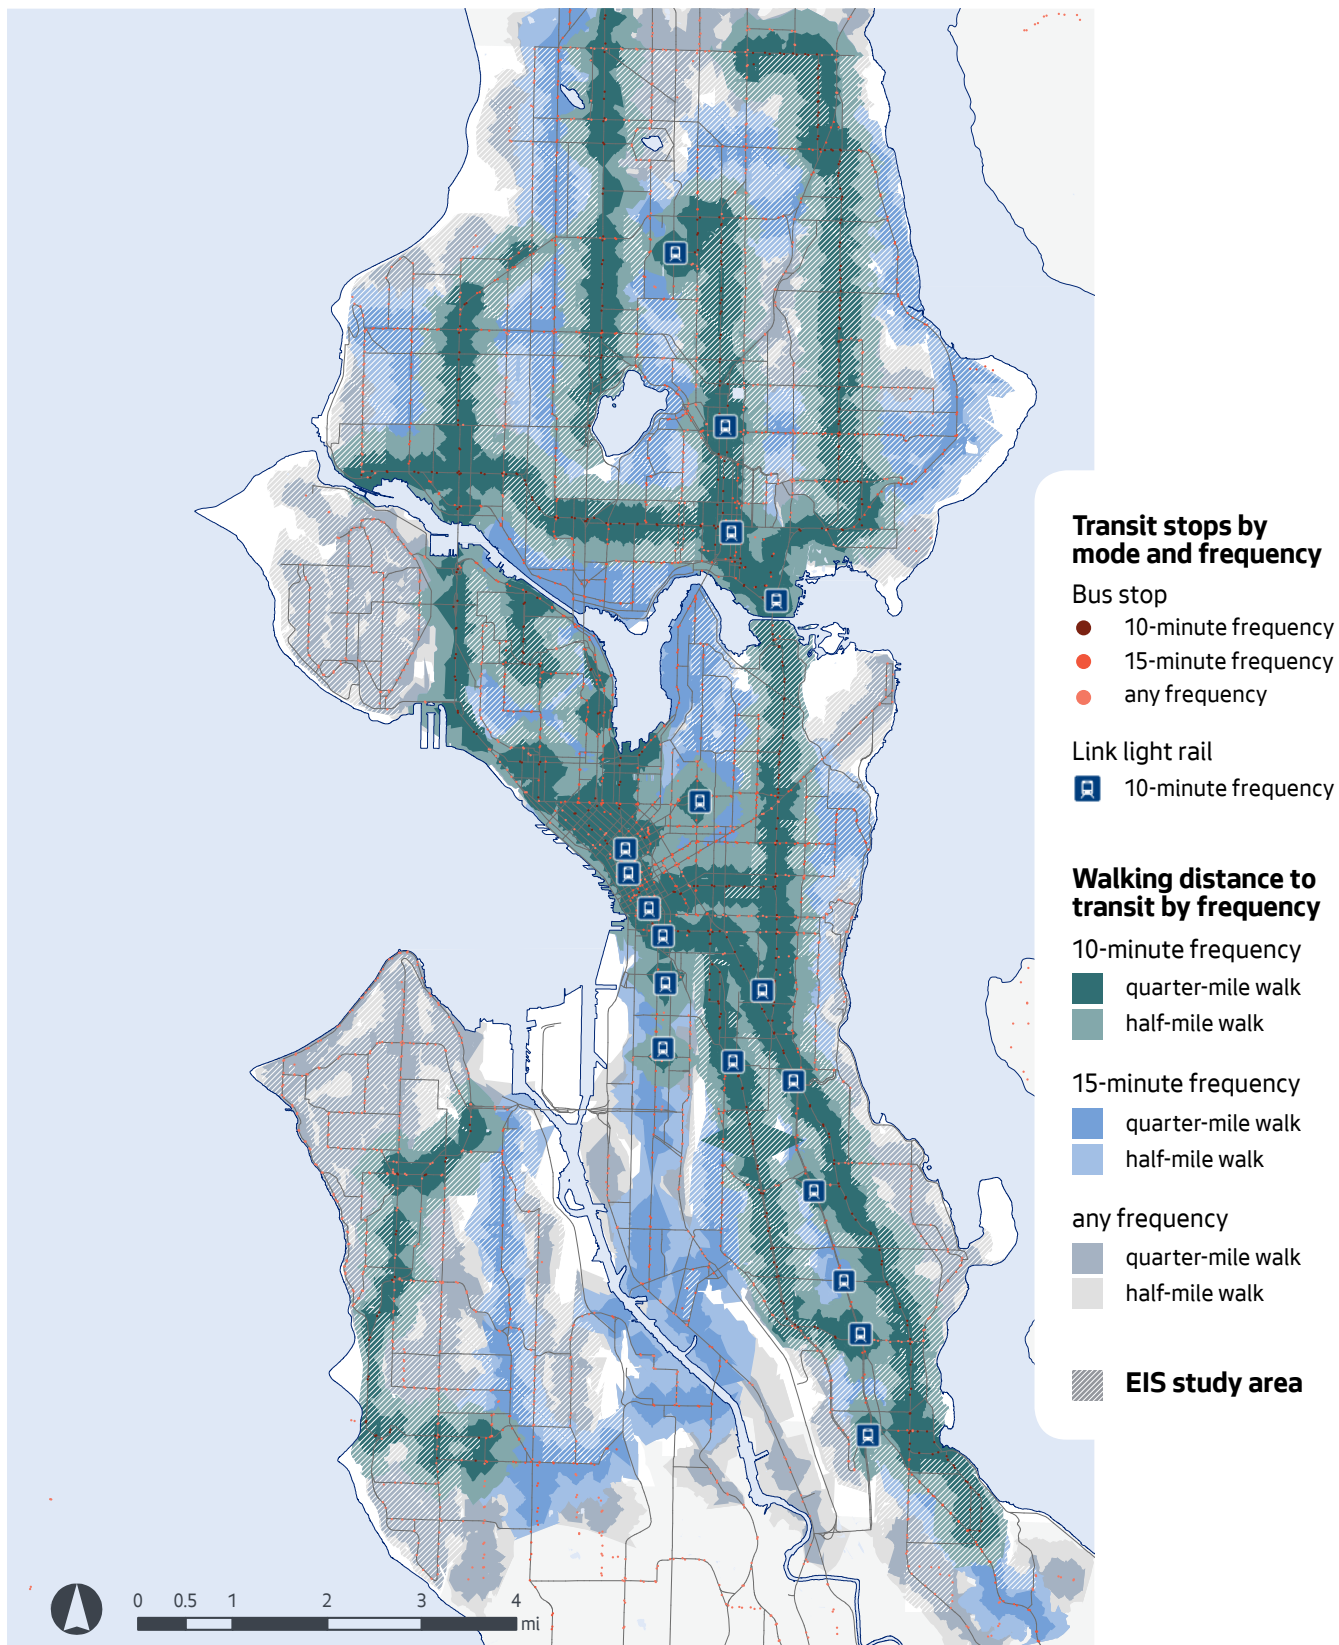 Transit stops by
mode and frequency
Bus stop
10-minute frequency
15-minute frequency
any frequency
Link light rail
10-minute frequency
Walking distance to
transit by frequency
10-minute frequency
quarter-mile walk
half-mile walk
15-minute frequency
quarter-mile walk
half-mile walk
any frequency
quarter-mile walk
half-mile walk
EIS study area
0 0.5 1 2 3 4
mi